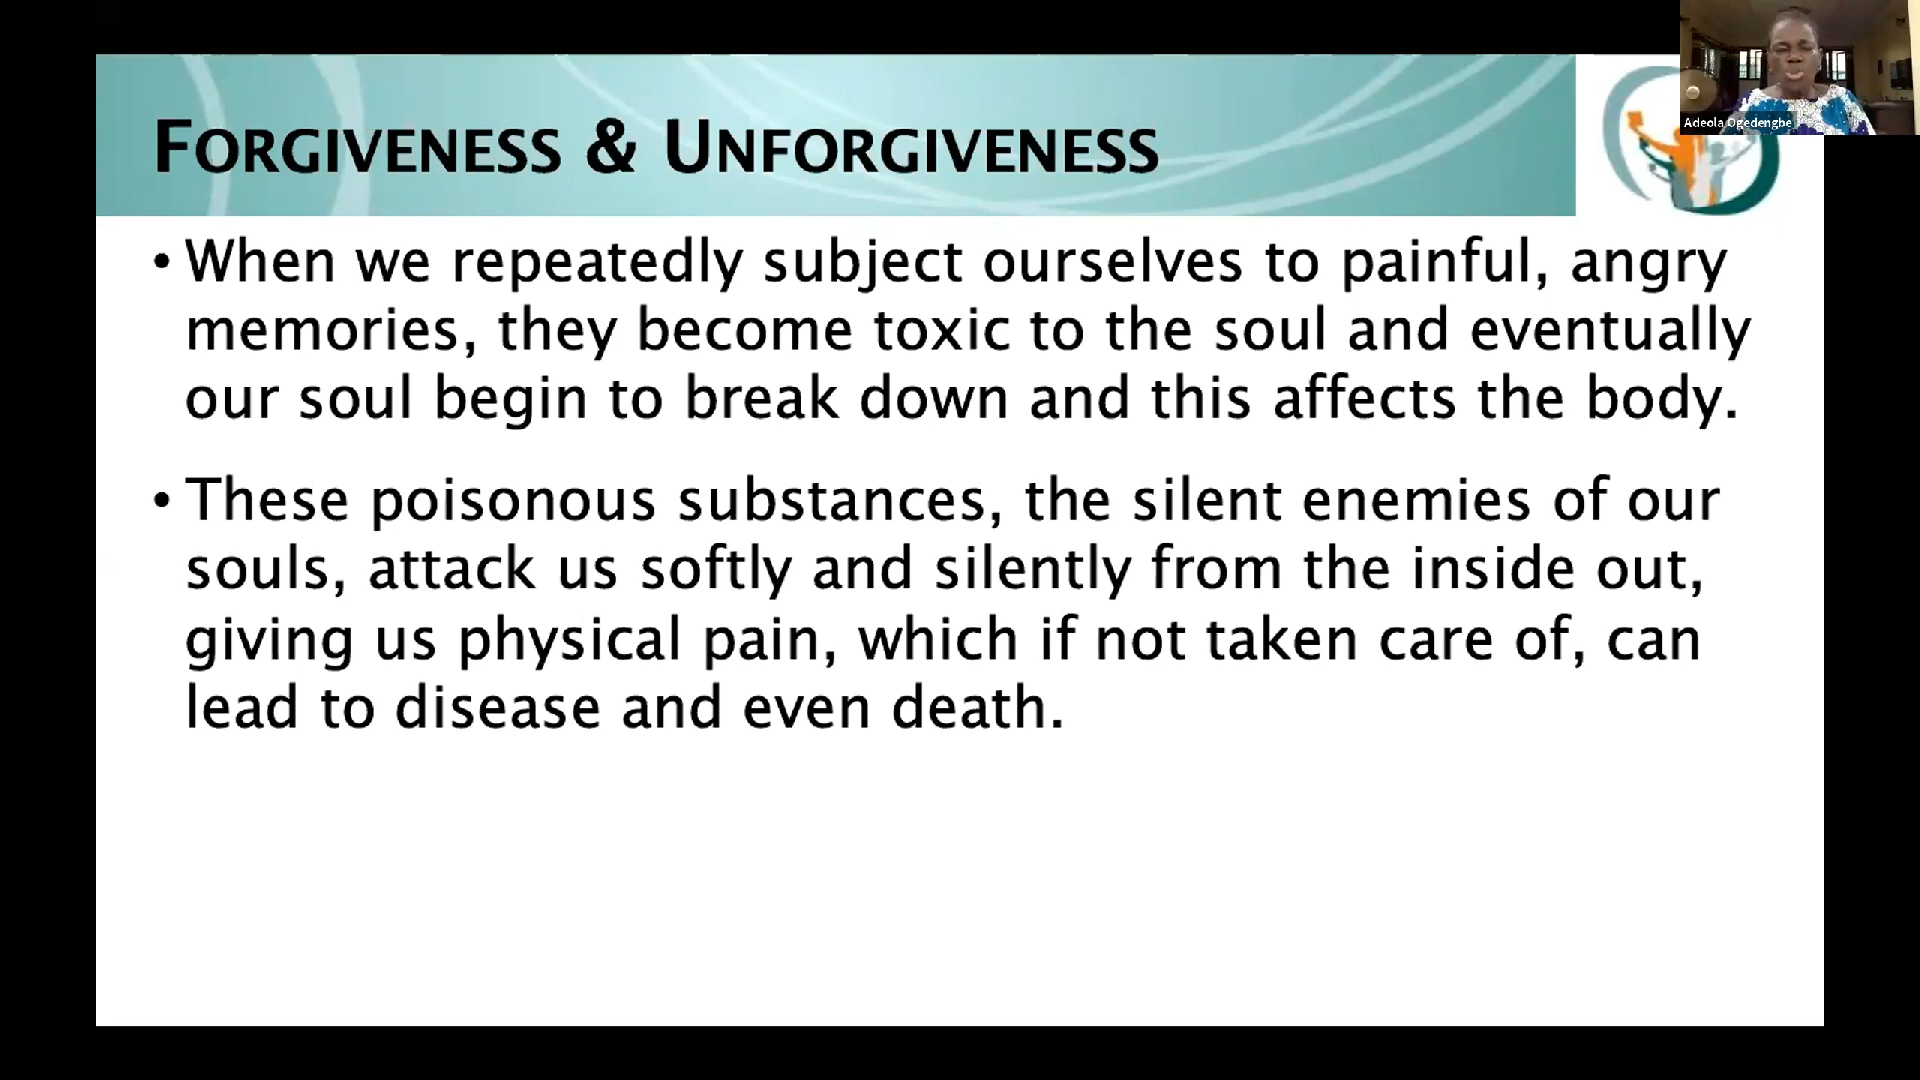 FORGIVENESS & UNFORGIVENESS
• When we repeatedly subject ourselves to painful, angry
memories, they become toxic to the soul and eventually
our soul begin to break down and this affects the body.
• These poisonous substances, the silent enemies of our
souls, attack us softly and silently from the inside out,
giving us physical pain, which if not taken care of, can
lead to disease and even death.
Adeola Ogedengbe